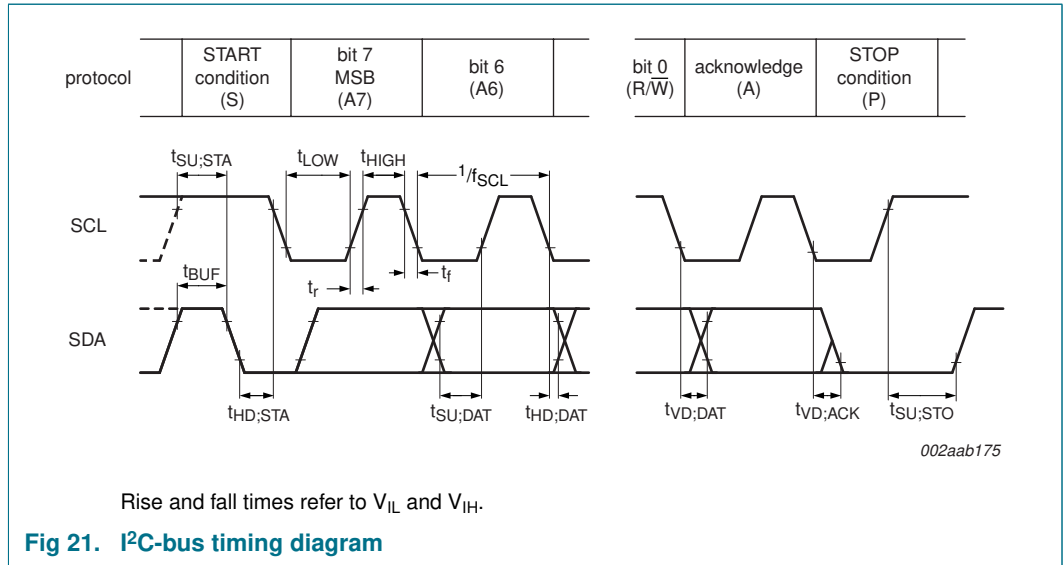 protocol
START
condition
(S)
bit 7
MSB
(A7)
bit 6
(A6)
bit 0
(R/W̅)
acknowledge
(A)
STOP
condition
(P)
tSU;STA
tLOW
tHIGH
1/fSCL
SCL
tBUF
tr
tf
SDA
tHD;STA
tSU;DAT
tHD;DAT
tVD;DAT
tVD;ACK
tSU;STO
002aab175
Rise and fall times refer to VIL and VIH.
Fig 21. I²C-bus timing diagram